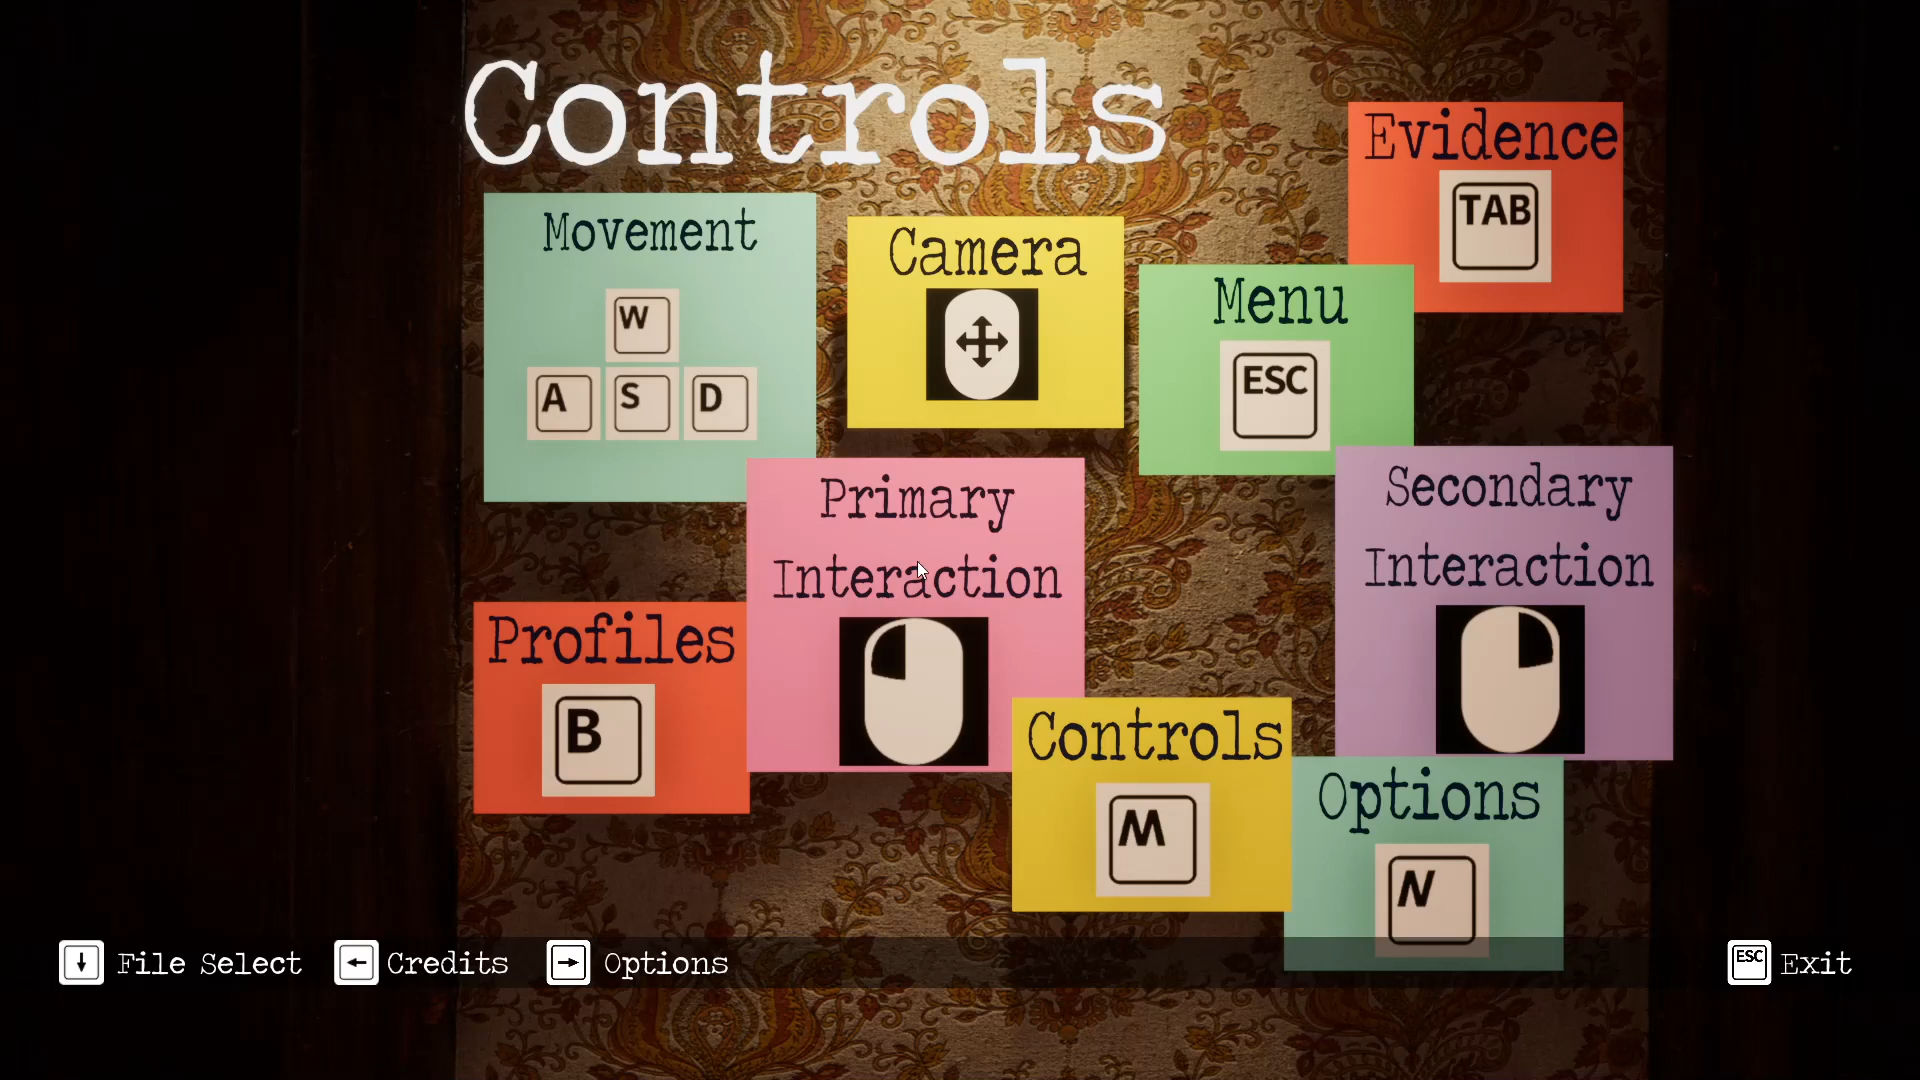 Controls
Evidence
TAB
Movement
W
A S D
Camera
Menu
ESC
Primary
Interaction
Secondary
Interaction
Profiles
B
Controls
M
Options
N
↓ File Select ← Credits → Options ESC Exit